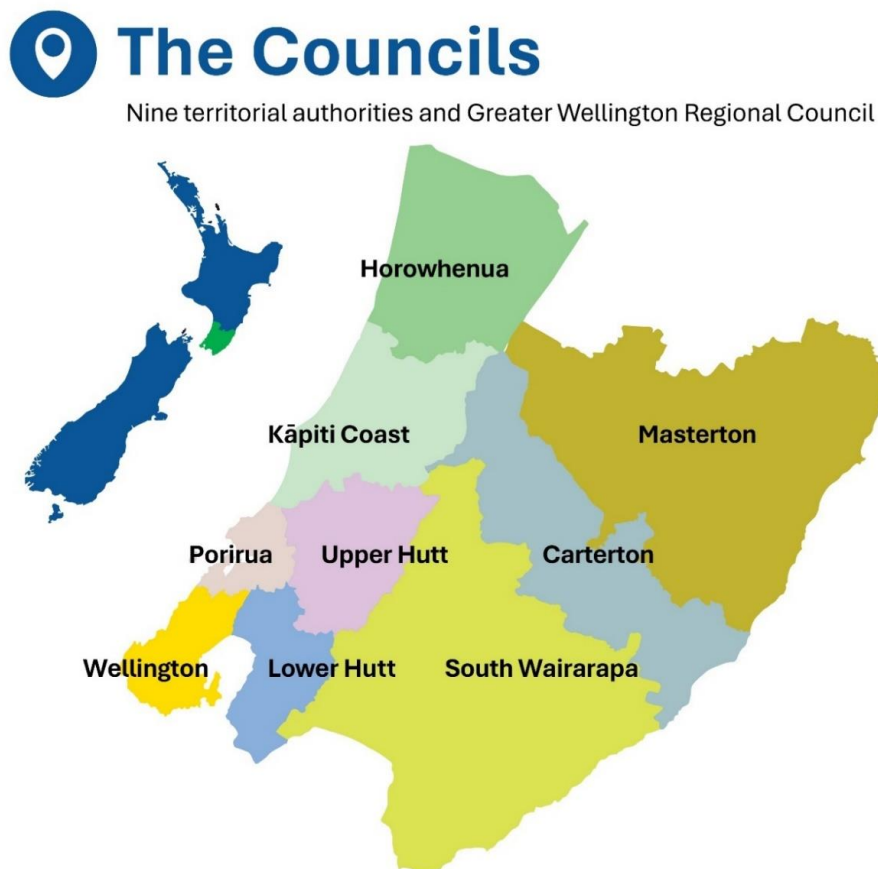 The Councils
Nine territorial authorities and Greater Wellington Regional Council
Horowhenua
Kāpiti Coast
Masterton
Porirua
Upper Hutt
Carterton
Wellington
Lower Hutt
South Wairarapa